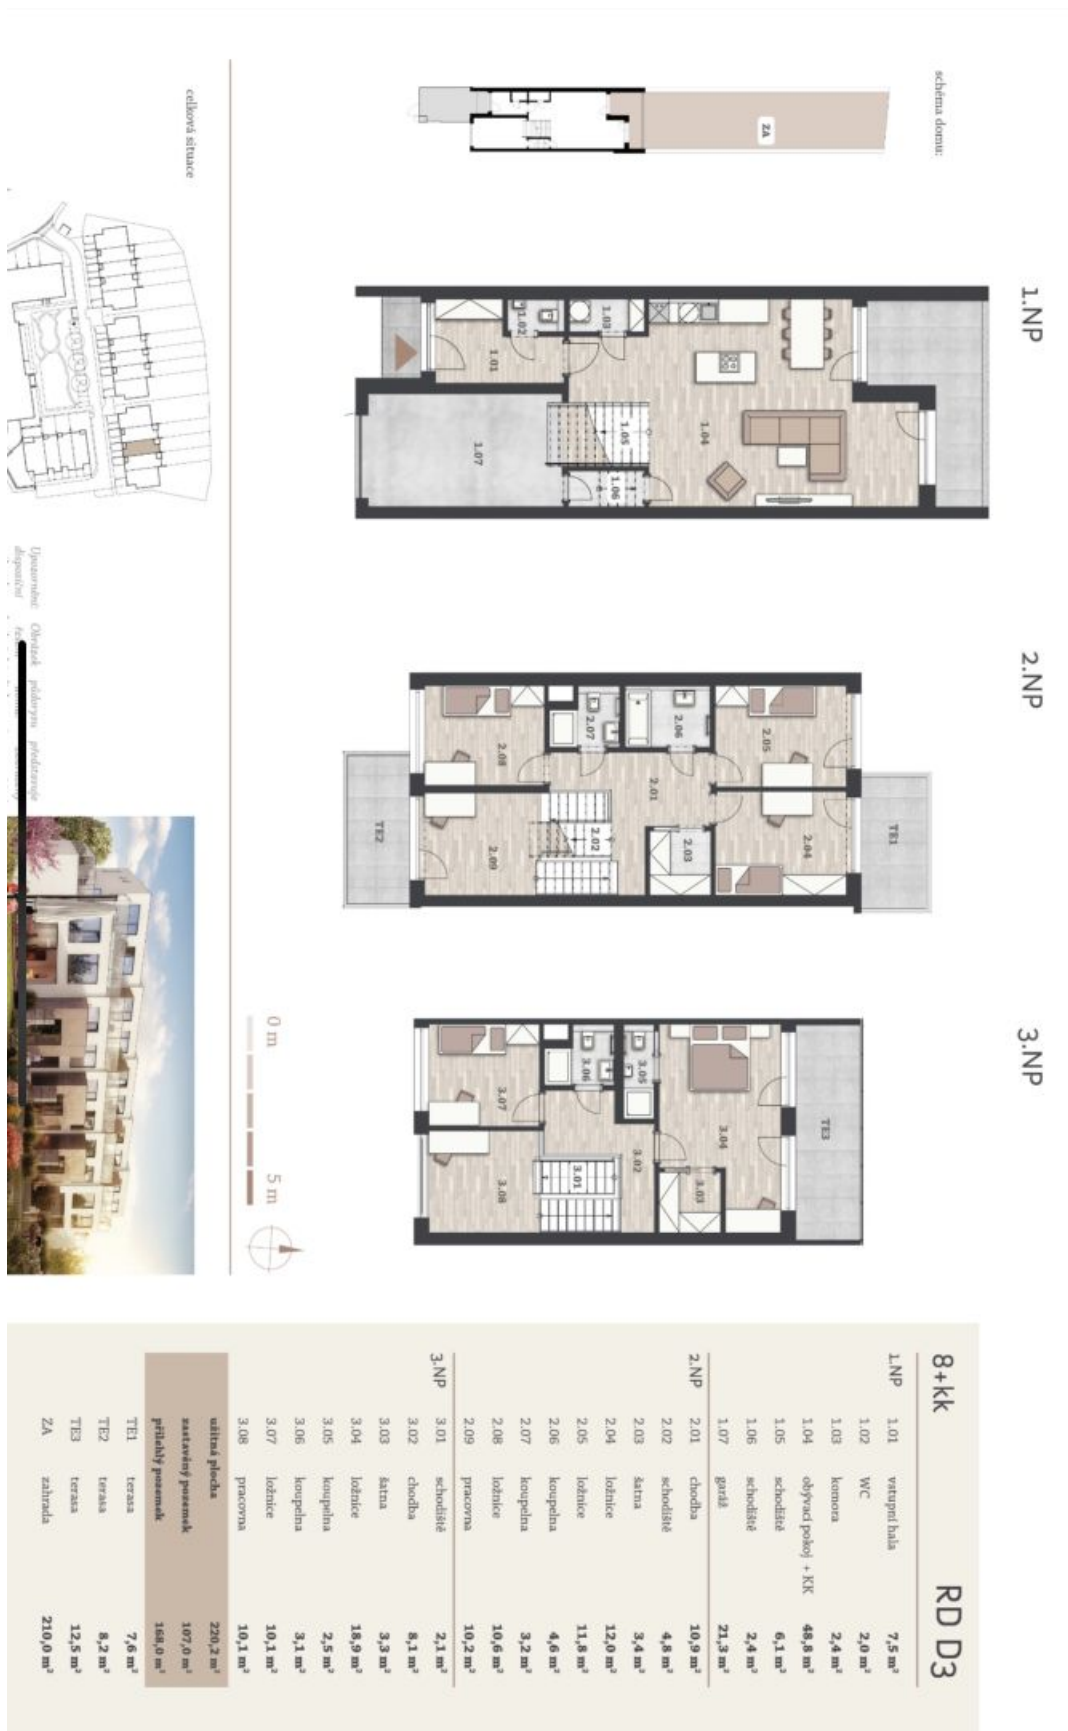 schéma domu:
ZA
celková situace
1.NP
1.01
1.02
1.03
1.04
1.05
1.06
1.07
2.NP
2.01
2.02
2.03
2.04
2.05
2.06
2.07
2.08
2.09
TE1
TE2
3.NP
3.01
3.02
3.03
3.04
3.05
3.06
3.07
3.08
TE3
0 m
5 m
Upozornění: Obrázek půdorysu představuje
dispoziční
8+kk RD D3
1.NP 1.01 vstupní hala 7,5 m²
1.02 WC 2,0 m²
1.03 komora 2,4 m²
1.04 obývací pokoj + KK 48,8 m²
1.05 schodiště 6,1 m²
1.06 schodiště 2,4 m²
1.07 garáž 21,3 m²
2.NP 2.01 chodba 10,9 m²
2.02 schodiště 4,8 m²
2.03 šatna 3,4 m²
2.04 ložnice 12,0 m²
2.05 ložnice 11,8 m²
2.06 koupelna 4,6 m²
2.07 koupelna 3,2 m²
2.08 ložnice 10,6 m²
2.09 pracovna 10,2 m²
3.NP 3.01 schodiště 2,1 m²
3.02 chodba 8,1 m²
3.03 šatna 3,3 m²
3.04 ložnice 18,9 m²
3.05 koupelna 2,5 m²
3.06 koupelna 3,1 m²
3.07 ložnice 10,1 m²
3.08 pracovna 10,1 m²
užitná plocha 220,2 m²
zastavěný pozemek 107,0 m²
přilehlý pozemek 168,0 m²
TE1 terasa 7,6 m²
TE2 terasa 8,2 m²
TE3 terasa 12,5 m²
ZA zahrada 210,0 m²